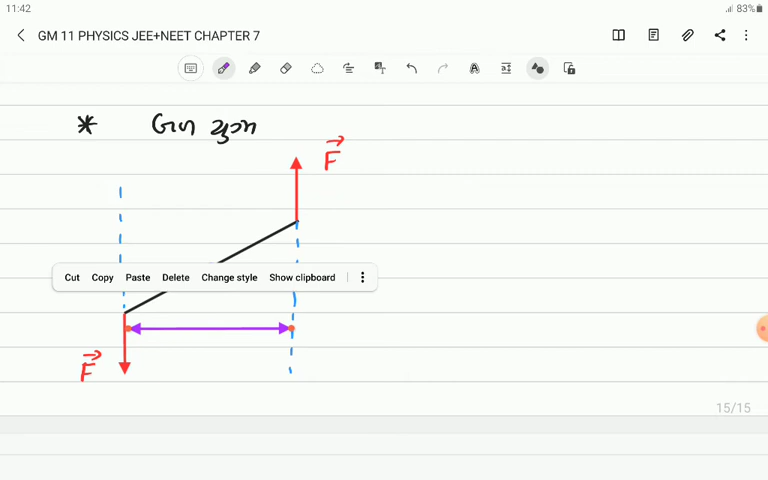 11:42
83%
GM 11 PHYSICS JEE+NEET CHAPTER 7
* બળ યુગ્મ
F
Cut Copy Paste Delete Change style Show clipboard
F
15/15